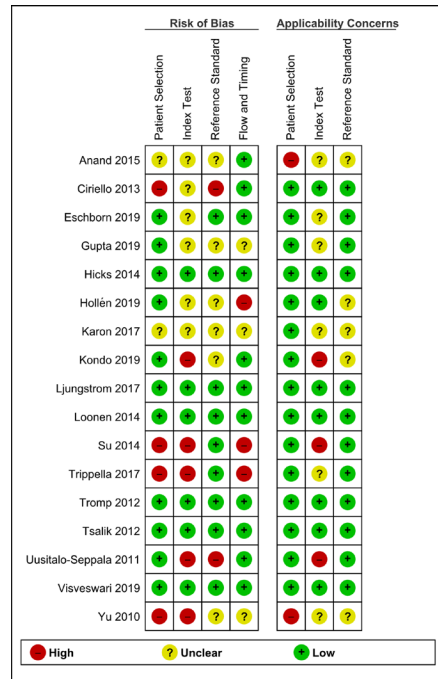 Risk of Bias Applicability Concerns
Patient Selection Index Test Reference Standard Flow and Timing Patient Selection Index Test Reference Standard
Anand 2015 ? ? ? + – ? ?
Ciriello 2013 – ? – + + + +
Eschborn 2019 + ? + + + ? +
Gupta 2019 + ? ? ? + ? +
Hicks 2014 + + + + + + +
Hollén 2019 + ? ? – + + ?
Karon 2017 ? ? ? ? + ? ?
Kondo 2019 + – ? + + – ?
Ljungstrom 2017 + + + + + + +
Loonen 2014 + + + + + + +
Su 2014 – – + – + – +
Trippella 2017 – – + – + ? +
Tromp 2012 + + + + + + +
Tsalik 2012 + + + + + + +
Uusitalo-Seppala 2011 + – – + + – +
Visveswari 2019 + + + + + + +
Yu 2010 – – ? ? – ? ?
– High ? Unclear + Low